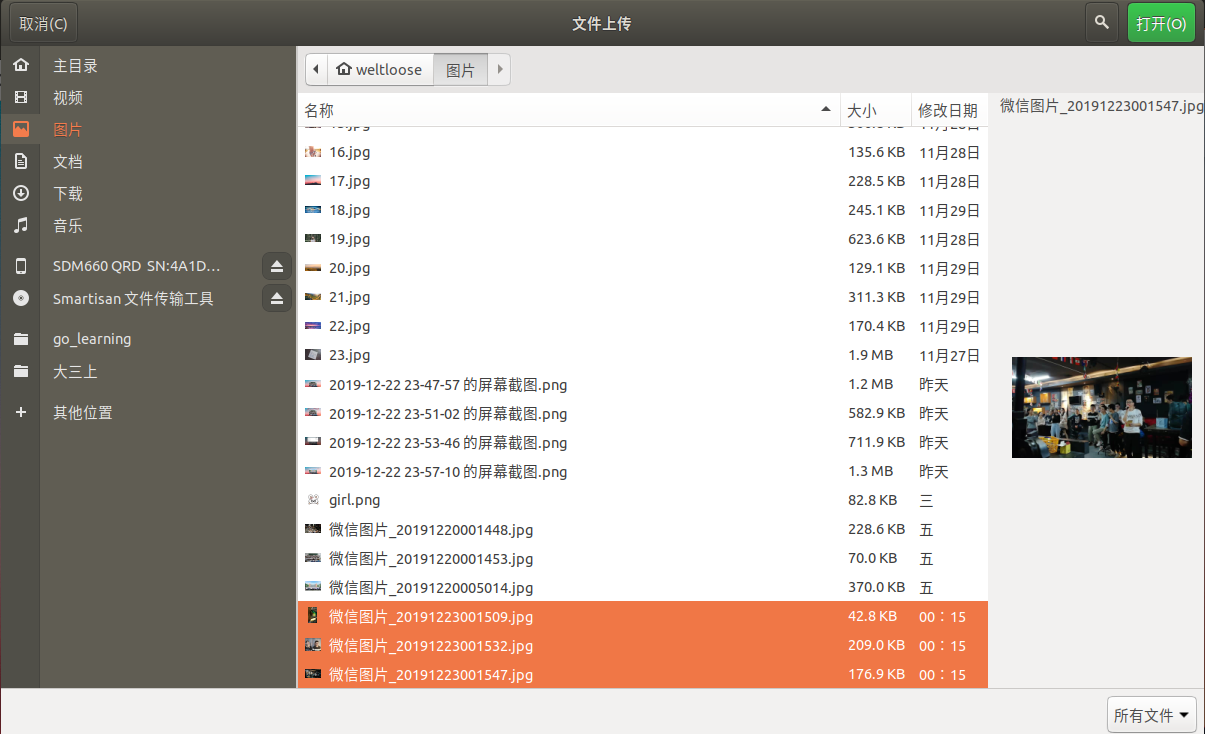 取消(C)
文件上传
打开(O)
主目录
视频
图片
文档
下载
音乐
SDM660 QRD SN:4A1D...
Smartisan 文件传输工具
go_learning
大三上
其他位置
weltloose 图片
名称 大小 修改日期
16.jpg 135.6 KB 11月28日
17.jpg 228.5 KB 11月28日
18.jpg 245.1 KB 11月29日
19.jpg 623.6 KB 11月28日
20.jpg 129.1 KB 11月29日
21.jpg 311.3 KB 11月29日
22.jpg 170.4 KB 11月29日
23.jpg 1.9 MB 11月27日
2019-12-22 23-47-57 的屏幕截图.png 1.2 MB 昨天
2019-12-22 23-51-02 的屏幕截图.png 582.9 KB 昨天
2019-12-22 23-53-46 的屏幕截图.png 711.9 KB 昨天
2019-12-22 23-57-10 的屏幕截图.png 1.3 MB 昨天
girl.png 82.8 KB 三
微信图片_20191220001448.jpg 228.6 KB 五
微信图片_20191220001453.jpg 70.0 KB 五
微信图片_20191220005014.jpg 370.0 KB 五
微信图片_20191223001509.jpg 42.8 KB 00：15
微信图片_20191223001532.jpg 209.0 KB 00：15
微信图片_20191223001547.jpg 176.9 KB 00：15
微信图片_20191223001547.jpg
所有文件